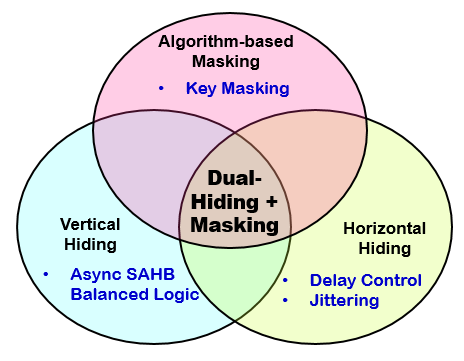 Algorithm-based
Masking
• Key Masking
Dual-
Hiding +
Masking
Vertical
Hiding
• Async SAHB
Balanced Logic
Horizontal
Hiding
• Delay Control
• Jittering